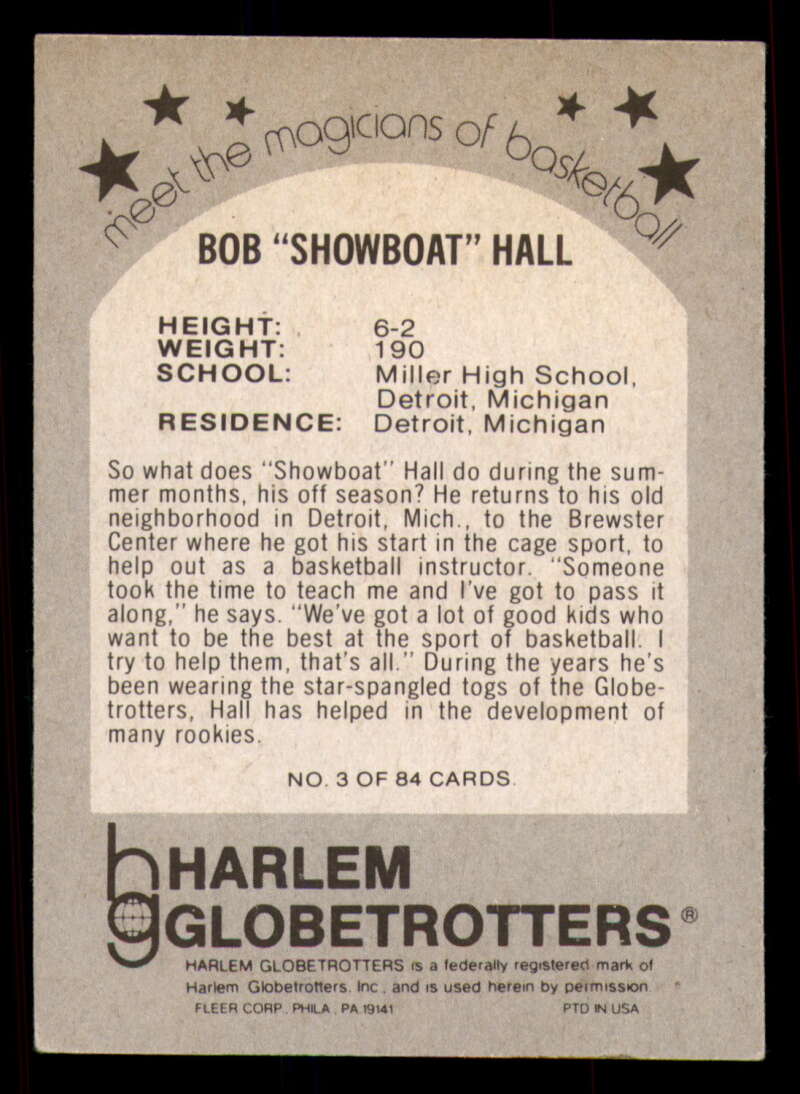 meet the magicians of basketball
BOB "SHOWBOAT" HALL
HEIGHT: 6-2
WEIGHT: 190
SCHOOL: Miller High School,
Detroit, Michigan
RESIDENCE: Detroit, Michigan
So what does "Showboat" Hall do during the sum-
mer months, his off season? He returns to his old
neighborhood in Detroit, Mich., to the Brewster
Center where he got his start in the cage sport, to
help out as a basketball instructor. "Someone
took the time to teach me and I've got to pass it
along," he says. "We've got a lot of good kids who
want to be the best at the sport of basketball. I
try to help them, that's all." During the years he's
been wearing the star-spangled togs of the Globe-
trotters, Hall has helped in the development of
many rookies.
NO. 3 OF 84 CARDS.
hg HARLEM
GLOBETROTTERS ®
HARLEM GLOBETROTTERS is a federally registered mark of
Harlem Globetrotters, Inc., and is used herein by permission.
FLEER CORP., PHILA., PA 19141 PTD IN USA